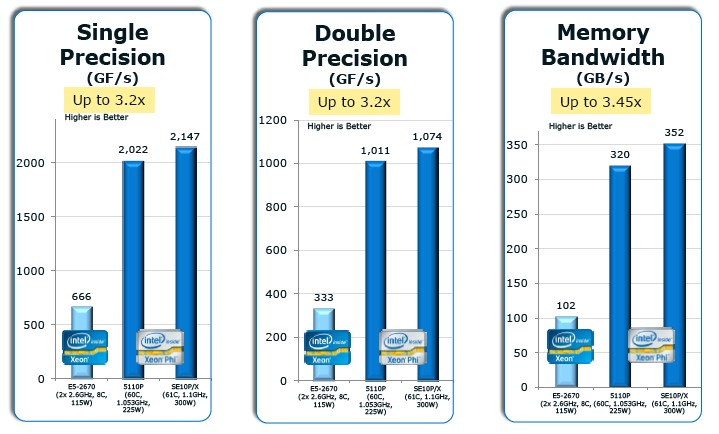 Single
Precision
(GF/s)
Up to 3.2x
Higher is Better
2,147
2,022
2000
1500
1000
666
500
0
intel inside
Xeon
intel inside
Xeon Phi
E5-2670
(2x 2.6GHz, 8C,
115W)
5110P
(60C,
1.053GHz,
225W)
SE10P/X
(61C, 1.1GHz,
300W)
Double
Precision
(GF/s)
Up to 3.2x
Higher is Better
1200
1,074
1,011
1000
800
600
400
333
200
0
intel inside
Xeon
intel inside
Xeon Phi
E5-2670
(2x 2.6GHz, 8C,
115W)
5110P
(60C,
1.053GHz,
225W)
SE10P/X
(61C, 1.1GHz,
300W)
Memory
Bandwidth
(GB/s)
Up to 3.45x
Higher is Better
352
350
320
300
250
200
150
102
100
50
0
intel inside
Xeon
intel inside
Xeon Phi
E5-2670
(2x 2.6GHz, 8C,
115W)
5110P
(60C, 1.053GHz,
225W)
SE10P/X
(61C, 1.1GHz,
300W)